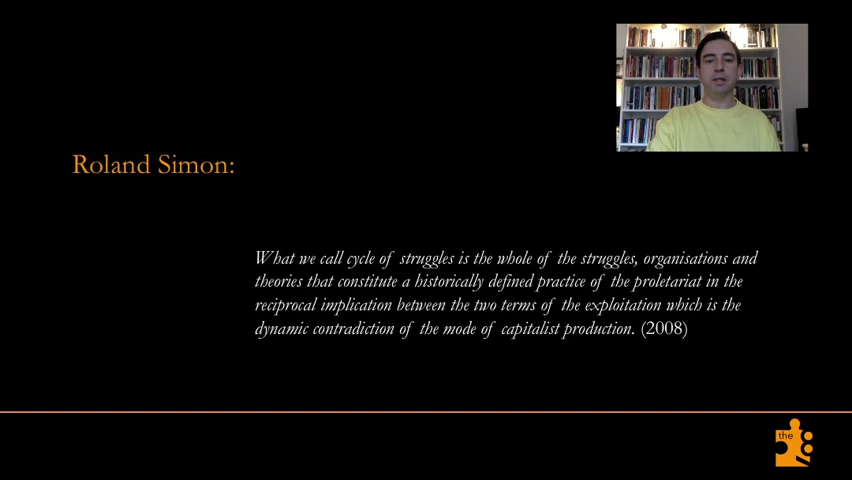 Roland Simon:
What we call cycle of struggles is the whole of the struggles, organisations and
theories that constitute a historically defined practice of the proletariat in the
reciprocal implication between the two terms of the exploitation which is the
dynamic contradiction of the mode of capitalist production. (2008)
the